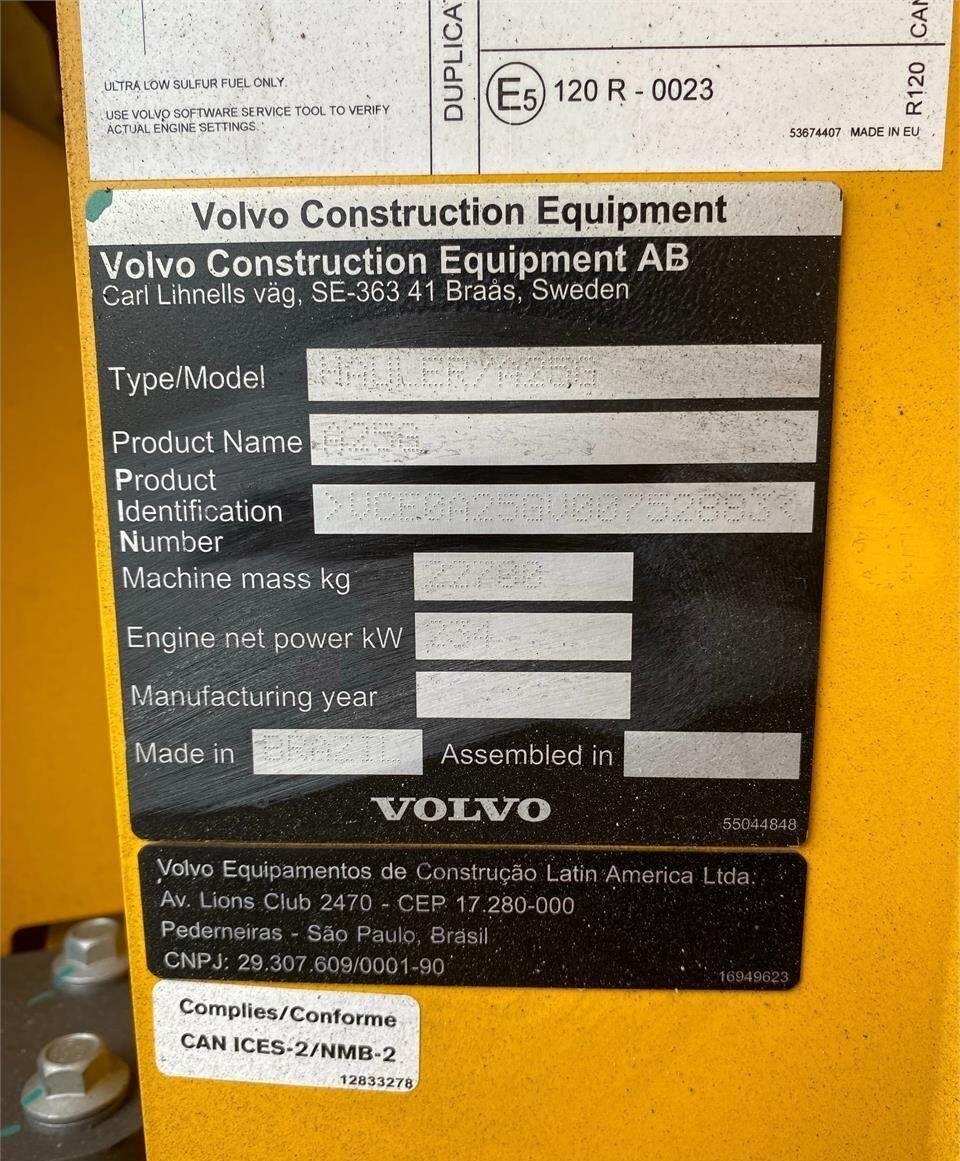 ULTRA LOW SULFUR FUEL ONLY.
USE VOLVO SOFTWARE SERVICE TOOL TO VERIFY
ACTUAL ENGINE SETTINGS.
E5 120 R - 0023
R120
53674407 MADE IN EU
Volvo Construction Equipment
Volvo Construction Equipment AB
Carl Lihnells väg, SE-363 41 Braås, Sweden
Type/Model HAULER/A25G
Product Name A25G
Product
Identification
Number
Machine mass kg
Engine net power kW
Manufacturing year
Made in BRAZIL Assembled in
VOLVO
55044848
Volvo Equipamentos de Construção Latin America Ltda.
Av. Lions Club 2470 - CEP 17.280-000
Pederneiras - São Paulo, Brasil
CNPJ: 29.307.609/0001-90
16949623
Complies/Conforme
CAN ICES-2/NMB-2
12833278